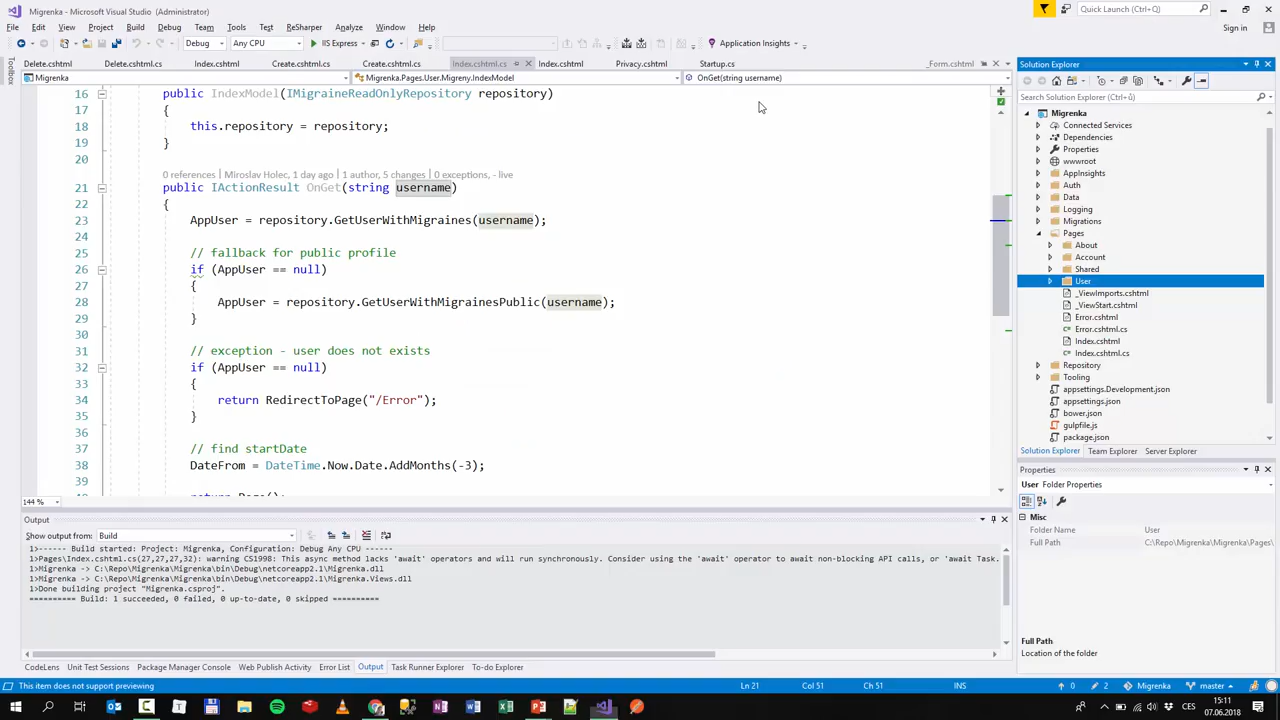 Migrenka - Microsoft Visual Studio (Administrator)
Quick Launch (Ctrl+Q)
File Edit View Project Build Debug Team Tools Test ReSharper Analyze Window Help
Sign in
Debug Any CPU IIS Express Application Insights
Toolbox
Delete.cshtml Delete.cshtml.cs Index.cshtml Create.cshtml.cs Create.cshtml Index.cshtml.cs Index.cshtml Privacy.cshtml Startup.cs _Form.cshtml
Migrenka Migrenka.Pages.User.Migreny.IndexModel OnGet(string username)
16 public IndexModel(IMigraineReadOnlyRepository repository)
17 {
18 this.repository = repository;
19 }
20
0 references | Miroslav Holec, 1 day ago | 1 author, 5 changes | 0 exceptions, - live
21 public IActionResult OnGet(string username)
22 {
23 AppUser = repository.GetUserWithMigraines(username);
24
25 // fallback for public profile
26 if (AppUser == null)
27 {
28 AppUser = repository.GetUserWithMigrainesPublic(username);
29 }
30
31 // exception - user does not exists
32 if (AppUser == null)
33 {
34 return RedirectToPage("/Error");
35 }
36
37 // find startDate
38 DateFrom = DateTime.Now.Date.AddMonths(-3);
39
return Page();
144 %
Solution Explorer
Search Solution Explorer (Ctrl+ů)
Migrenka
Connected Services
Dependencies
Properties
wwwroot
AppInsights
Auth
Data
Logging
Migrations
Pages
About
Account
Shared
User
_ViewImports.cshtml
_ViewStart.cshtml
Error.cshtml
Error.cshtml.cs
Index.cshtml
Index.cshtml.cs
Repository
Tooling
appsettings.Development.json
appsettings.json
bower.json
gulpfile.js
package.json
Solution Explorer Team Explorer Server Explorer
Properties
User Folder Properties
Misc
Folder Name User
Full Path C:\Repo\Migrenka\Migrenka\Pages\
Full Path
Location of the folder
Output
Show output from: Build
1>------ Build started: Project: Migrenka, Configuration: Debug Any CPU ------
1>Pages\Index.cshtml.cs(27,27,27,32): warning CS1998: This async method lacks 'await' operators and will run synchronously. Consider using the 'await' operator to await non-blocking API calls, or 'await Task.
1>Migrenka -> C:\Repo\Migrenka\Migrenka\bin\Debug\netcoreapp2.1\Migrenka.dll
1>Migrenka -> C:\Repo\Migrenka\Migrenka\bin\Debug\netcoreapp2.1\Migrenka.Views.dll
1>Done building project "Migrenka.csproj".
========== Build: 1 succeeded, 0 failed, 0 up-to-date, 0 skipped ==========
CodeLens Unit Test Sessions Package Manager Console Web Publish Activity Error List Output Task Runner Explorer To-do Explorer
This item does not support previewing Ln 21 Col 51 Ch 51 INS 0 2 Migrenka master
CES 15:11
07.06.2018